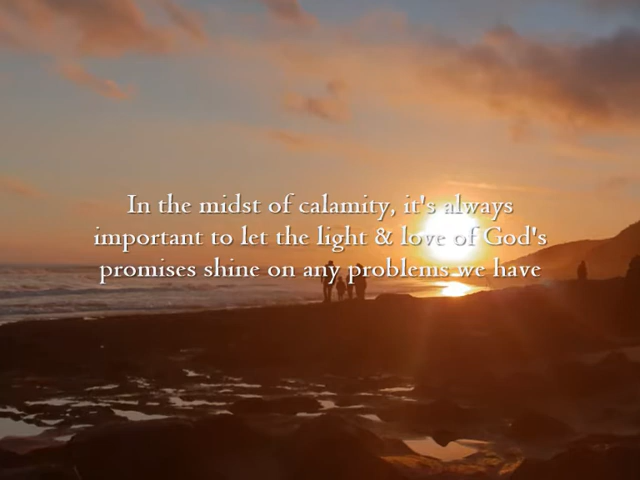 In the midst of calamity, it's always
important to let the light & love of God's
promises shine on any problems we have